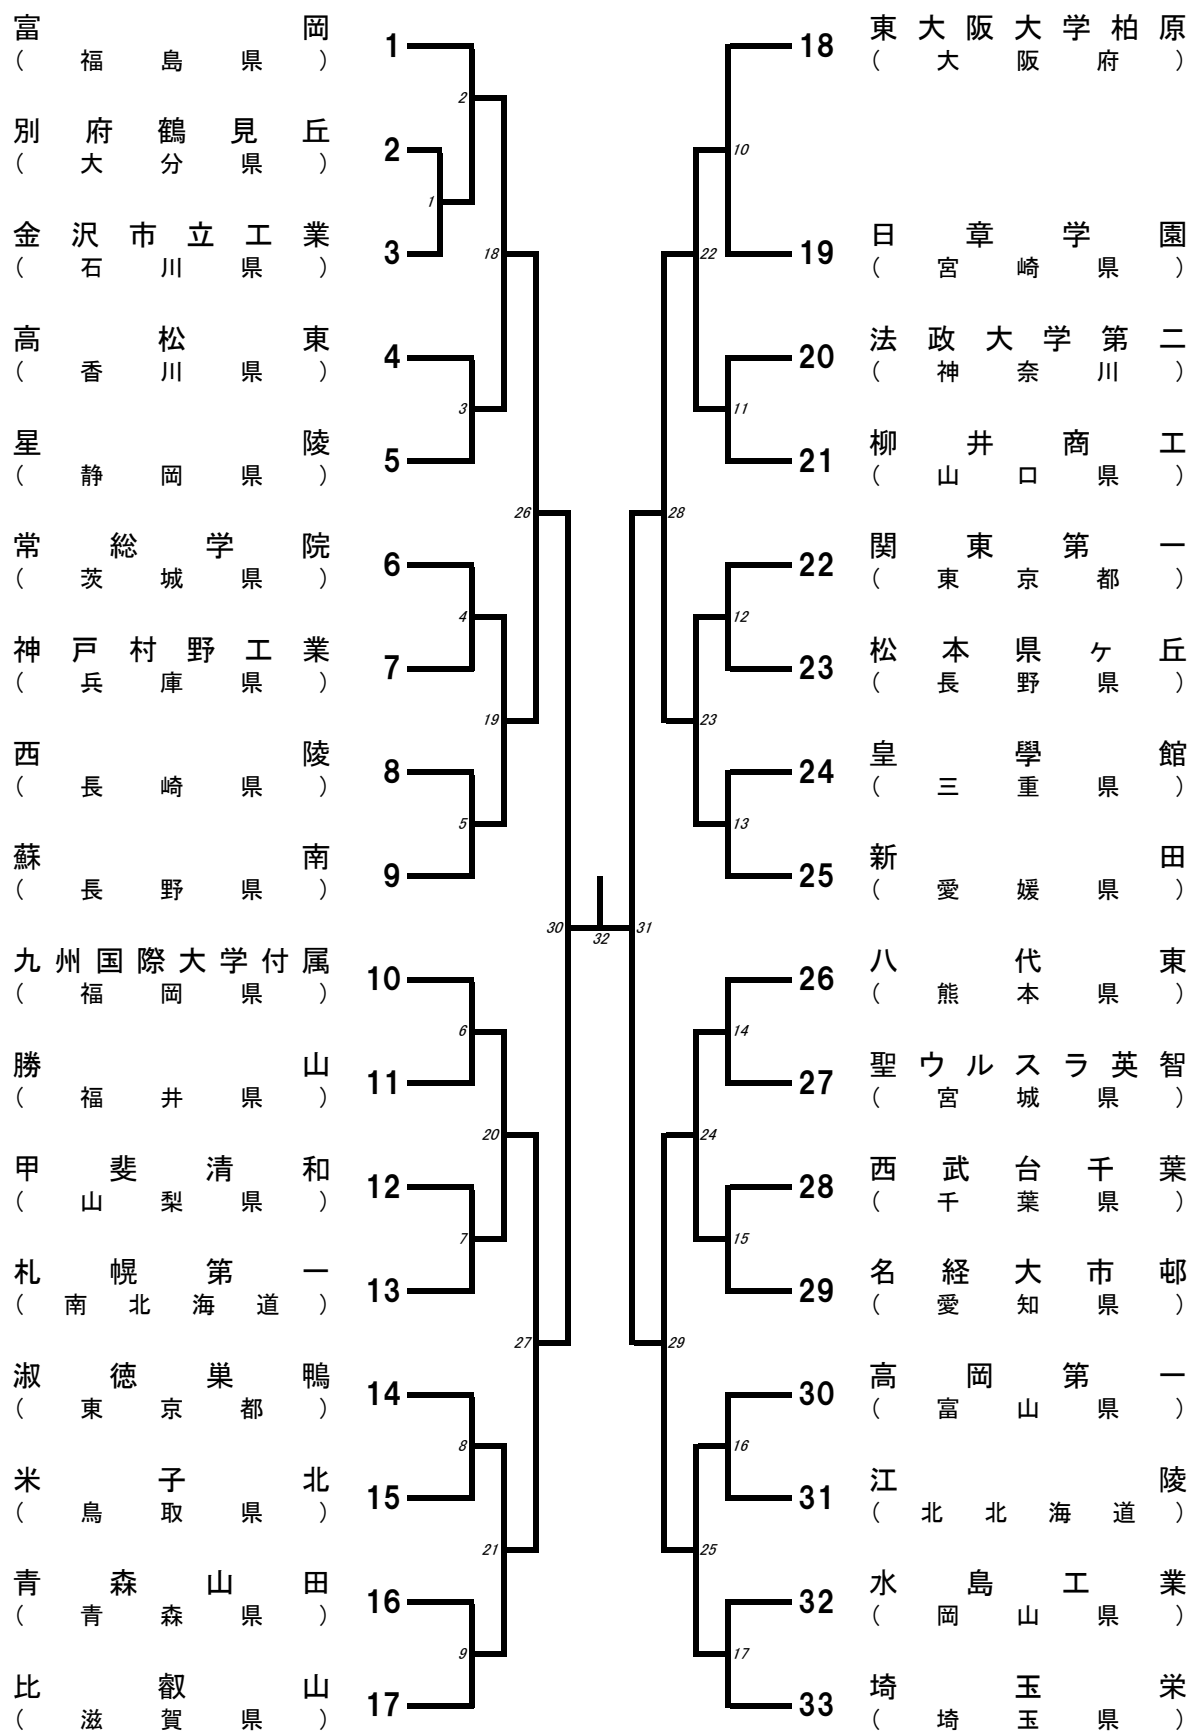 富岡 1
(福島県)
2
別府鶴見丘 2
(大分県)
1
金沢市立工業 3
(石川県)
18
高松東 4
(香川県)
3
星陵 5
(静岡県)
26
常総学院 6
(茨城県)
4
神戸村野工業 7
(兵庫県)
19
西陵 8
(長崎県)
5
蘇南 9
(長野県)
30
九州国際大学付属 10
(福岡県)
6
勝山 11
(福井県)
20
甲斐清和 12
(山梨県)
7
札幌第一 13
(南北海道)
27
淑徳巣鴨 14
(東京都)
8
米子北 15
(鳥取県)
21
青森山田 16
(青森県)
9
比叡山 17
(滋賀県)
32
18 東大阪大学柏原
(大阪府)
10
19 日章学園
(宮崎県)
22
20 法政大学第二
(神奈川)
11
21 柳井商工
(山口県)
28
22 関東第一
(東京都)
12
23 松本県ヶ丘
(長野県)
23
24 皇學館
(三重県)
13
25 新田
(愛媛県)
31
26 八代東
(熊本県)
14
27 聖ウルスラ英智
(宮城県)
24
28 西武台千葉
(千葉県)
15
29 名経大市邨
(愛知県)
29
30 高岡第一
(富山県)
16
31 江陵
(北北海道)
25
32 水島工業
(岡山県)
17
33 埼玉栄
(埼玉県)